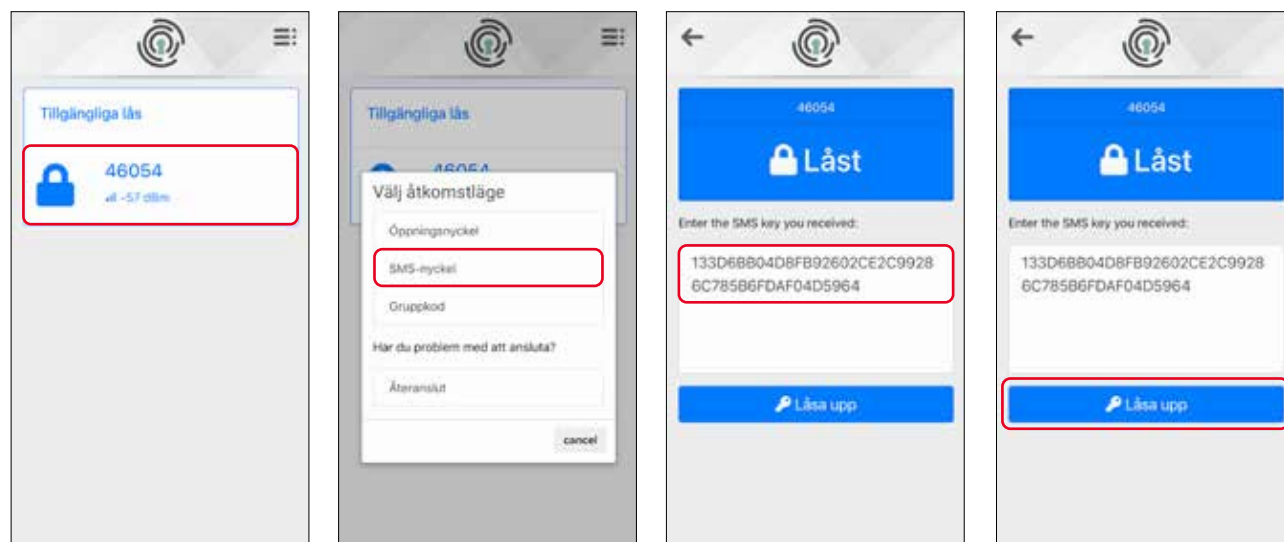 Tillgängliga lås
46054
-57 dBm
Tillgängliga lås
46054
Välj åtkomstläge
Öppningsnyckel
SMS-nyckel
Gruppkod
Har du problem med att ansluta?
Återanslut
cancel
46054
Låst
Enter the SMS key you received:
133D6BB04D8FB92602CE2C9928
6C785B6FDAF04D5964
Låsa upp
46054
Låst
Enter the SMS key you received:
133D6BB04D8FB92602CE2C9928
6C785B6FDAF04D5964
Låsa upp